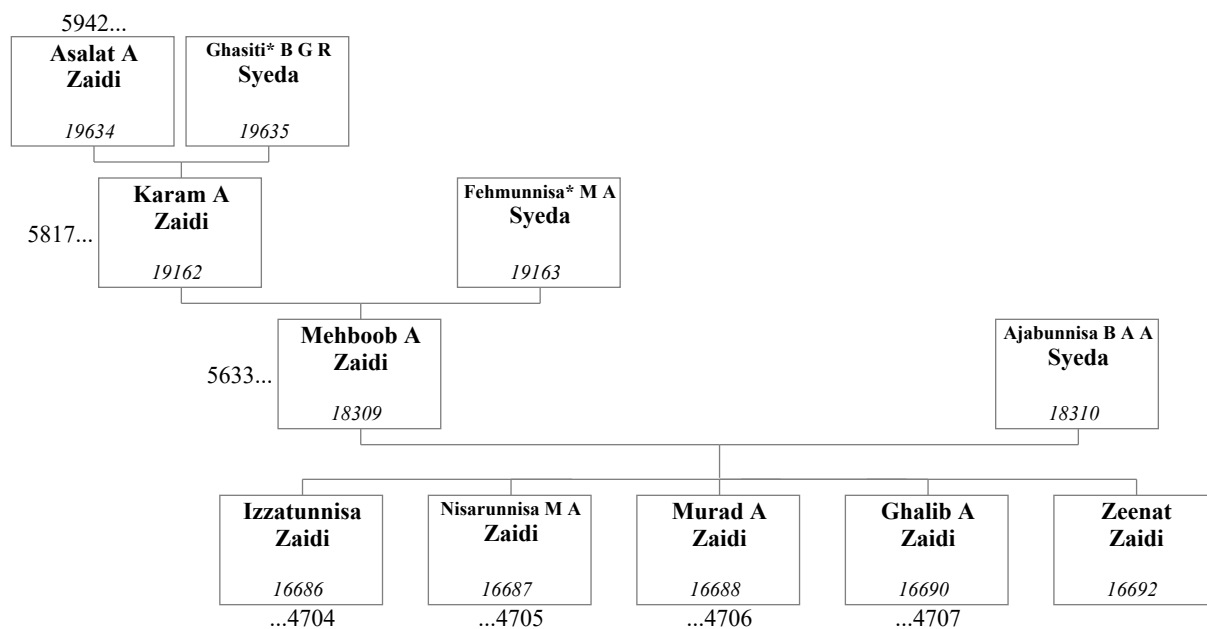 5942...
Asalat A
Zaidi
19634
Ghasiti* B G R
Syeda
19635
Karam A
Zaidi
19162
5817...
Fehmunnisa* M A
Syeda
19163
Mehboob A
Zaidi
18309
5633...
Ajabunnisa B A A
Syeda
18310
Izzatunnisa
Zaidi
16686
...4704
Nisarunnisa M A
Zaidi
16687
...4705
Murad A
Zaidi
16688
...4706
Ghalib A
Zaidi
16690
...4707
Zeenat
Zaidi
16692